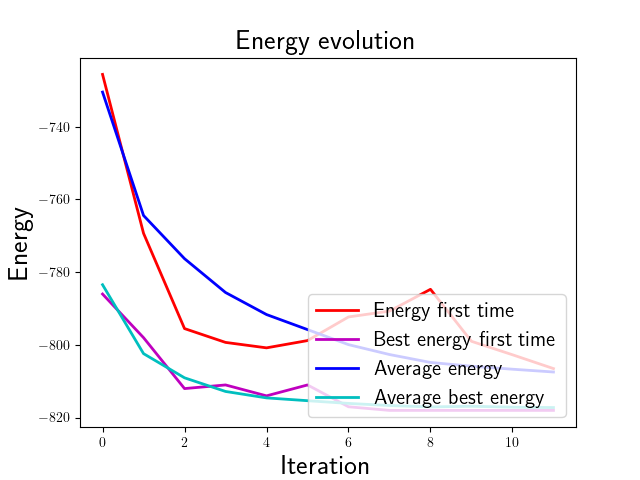 Energy evolution
Energy
−740
−760
−780
−800
−820
Energy first time
Best energy first time
Average energy
Average best energy
0 2 4 6 8 10
Iteration